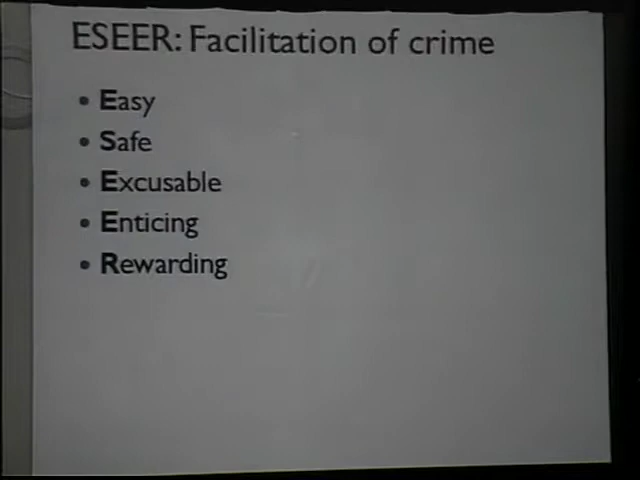 ESEER: Facilitation of crime
• Easy
• Safe
• Excusable
• Enticing
• Rewarding